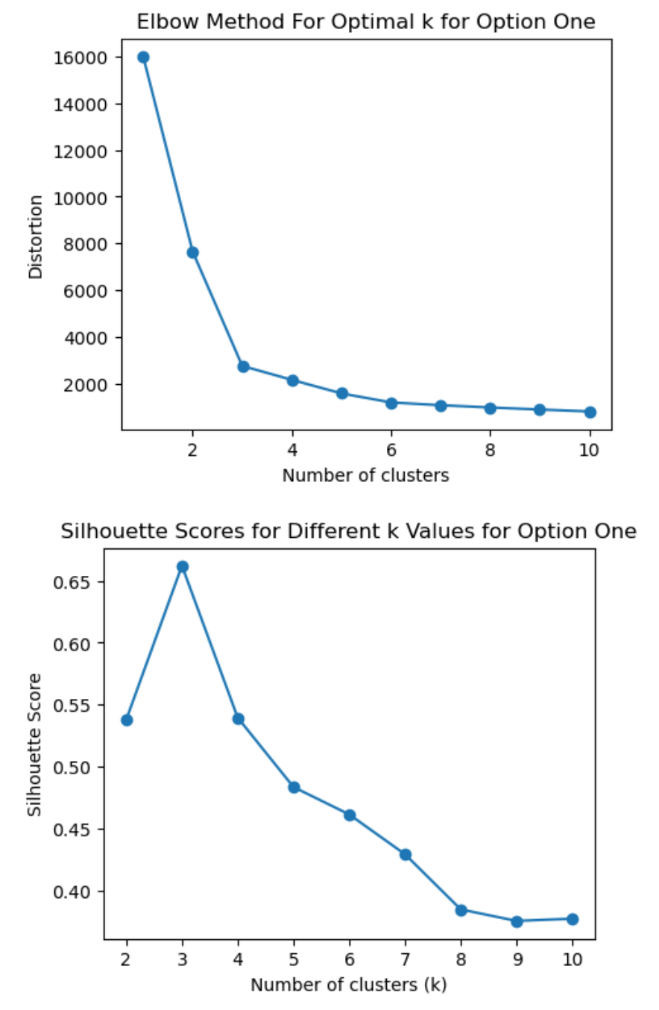 Elbow Method For Optimal k for Option One
16000
14000
12000
10000
8000
6000
4000
2000
Distortion
2 4 6 8 10
Number of clusters
Silhouette Scores for Different k Values for Option One
0.65
0.60
0.55
0.50
0.45
0.40
Silhouette Score
2 3 4 5 6 7 8 9 10
Number of clusters (k)